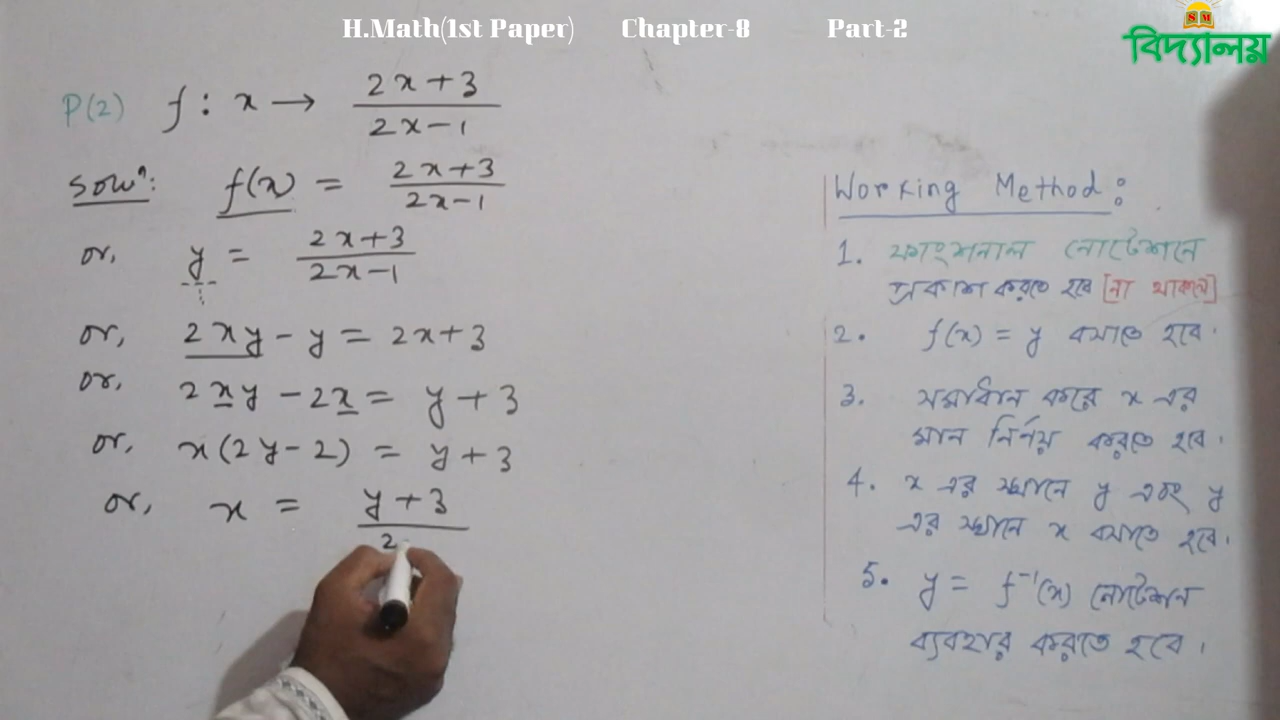 H.Math(1st Paper) Chapter-8 Part-2
SM
বিদ্যালয়
P(2) f : x → (2x+3)/(2x-1)
Solnⁿ: f(x) = (2x+3)/(2x-1)
or, y = (2x+3)/(2x-1)
or, 2xy - y = 2x+3
or, 2xy - 2x = y+3
or, x(2y-2) = y+3
or, x = (y+3)/2
Working Method:
1. ফাংশনাল নোটেশনে
প্রকাশ করতে হবে [না থাকলে]
2. f(x) = y বসাতে হবে.
3. সমাধান করে x এর
মান নির্ণয় করতে হবে.
4. x এর স্থানে y এবং y
এর স্থানে x বসাতে হবে.
5. y = f⁻¹(x) নোটেশন
ব্যবহার করতে হবে.